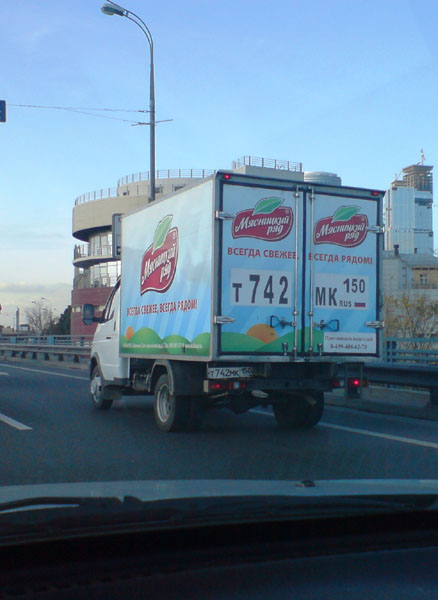 Мясницкий
ряд
ВСЕГДА СВЕЖЕЕ, ВСЕГДА РЯДОМ!
Мясницкий
ряд
Мясницкий
ряд
ВСЕГДА СВЕЖЕЕ,
ВСЕГДА РЯДОМ!
Т 742
МК 150
RUS
Т742МК